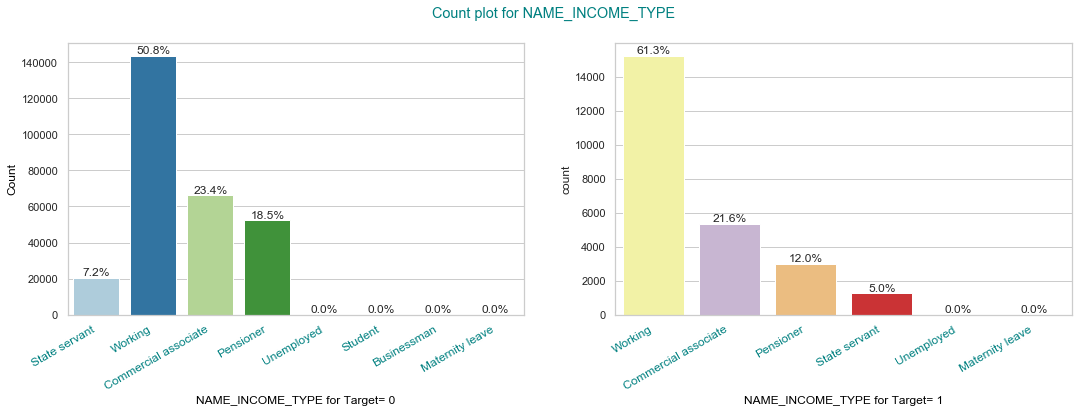 Count plot for NAME_INCOME_TYPE
Count
140000
120000
100000
80000
60000
40000
20000
0
7.2%
50.8%
23.4%
18.5%
0.0%
0.0%
0.0%
0.0%
State servant
Working
Commercial associate
Pensioner
Unemployed
Student
Businessman
Maternity leave
NAME_INCOME_TYPE for Target= 0
count
14000
12000
10000
8000
6000
4000
2000
0
61.3%
21.6%
12.0%
5.0%
0.0%
0.0%
Working
Commercial associate
Pensioner
State servant
Unemployed
Maternity leave
NAME_INCOME_TYPE for Target= 1